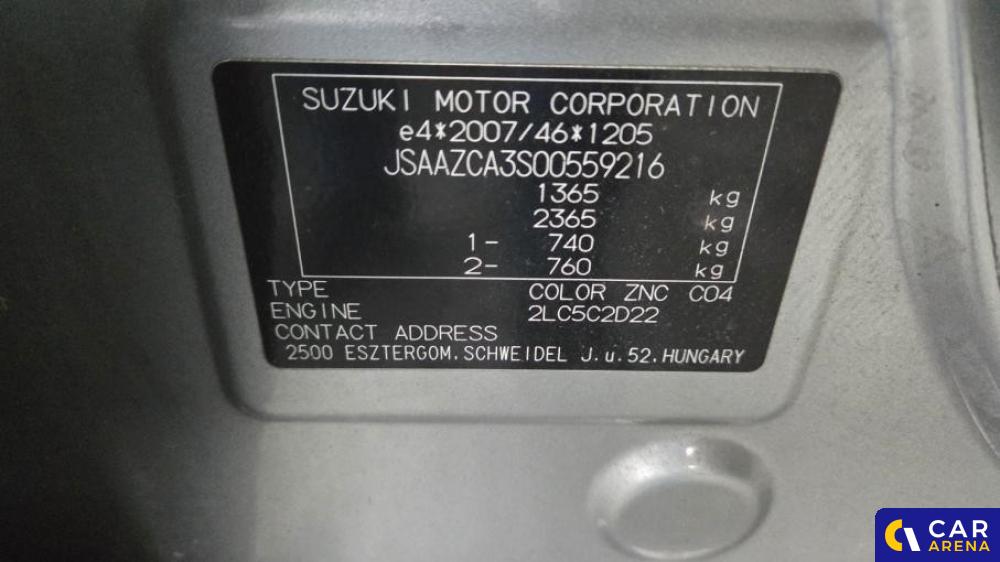 SUZUKI MOTOR CORPORATION
e4*2007/46*1205
JSAAZCA3S00559216
1365 kg
2365 kg
1- 740 kg
2- 760 kg
TYPE COLOR ZNC C04
ENGINE 2LC5C2D22
CONTACT ADDRESS
2500 ESZTERGOM.SCHWEIDEL J.u.52.HUNGARY
CAR
ARENA